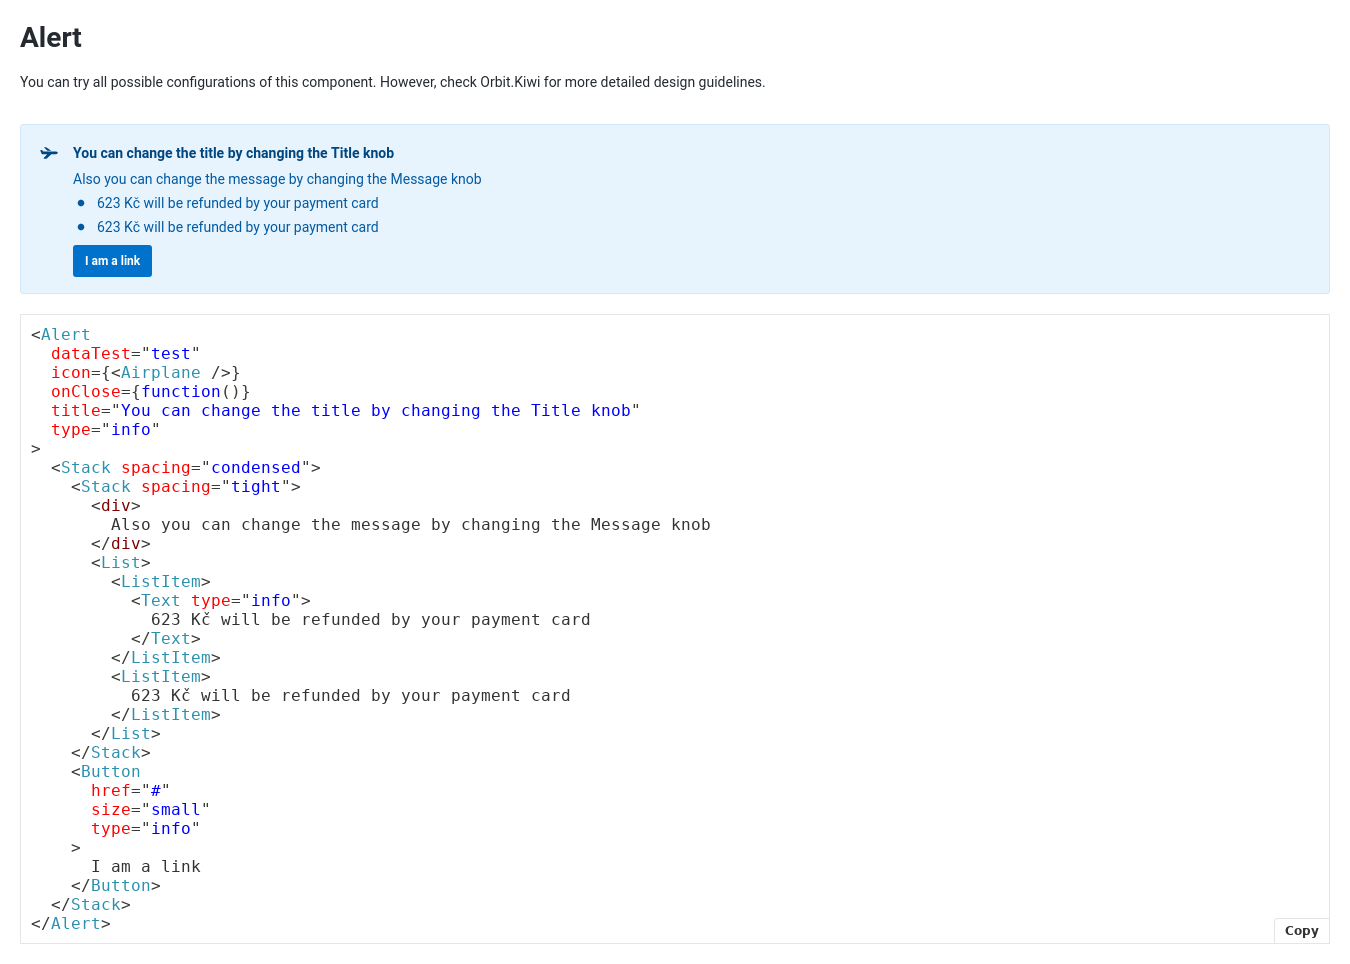 Alert
You can try all possible configurations of this component. However, check Orbit.Kiwi for more detailed design guidelines.
You can change the title by changing the Title knob
Also you can change the message by changing the Message knob
623 Kč will be refunded by your payment card
623 Kč will be refunded by your payment card
I am a link
<Alert
  dataTest="test"
  icon={<Airplane />}
  onClose={function()}
  title="You can change the title by changing the Title knob"
  type="info"
>
  <Stack spacing="condensed">
    <Stack spacing="tight">
      <div>
        Also you can change the message by changing the Message knob
      </div>
      <List>
        <ListItem>
          <Text type="info">
            623 Kč will be refunded by your payment card
          </Text>
        </ListItem>
        <ListItem>
          623 Kč will be refunded by your payment card
        </ListItem>
      </List>
    </Stack>
    <Button
      href="#"
      size="small"
      type="info"
    >
      I am a link
    </Button>
  </Stack>
</Alert>
Copy